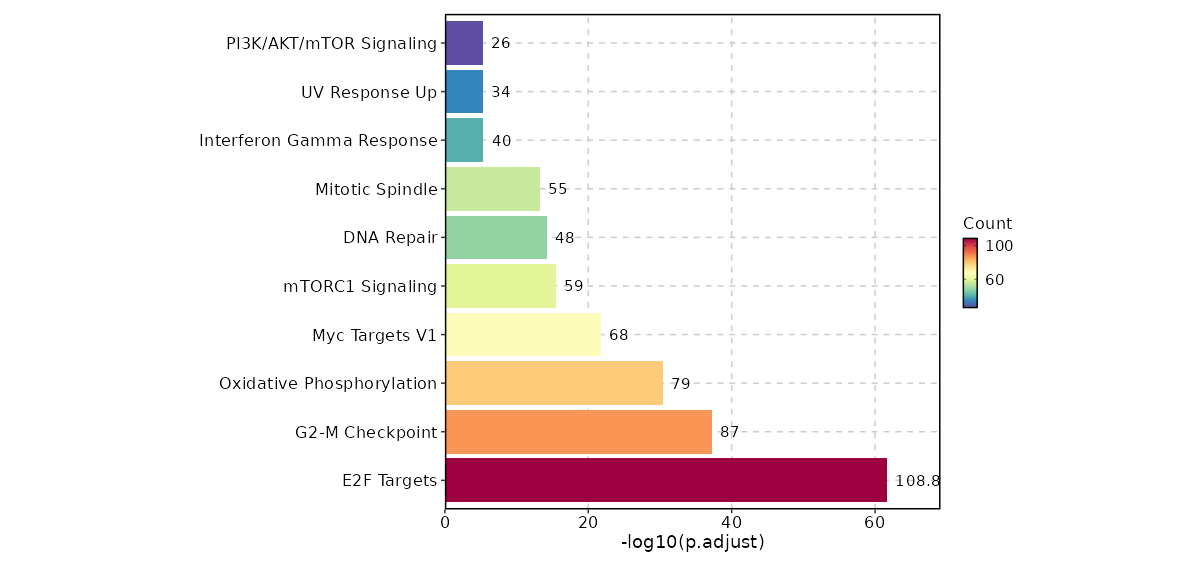 PI3K/AKT/mTOR Signaling 26
UV Response Up 34
Interferon Gamma Response 40
Mitotic Spindle 55
DNA Repair 48
mTORC1 Signaling 59
Myc Targets V1 68
Oxidative Phosphorylation 79
G2-M Checkpoint 87
E2F Targets 108.8
0 20 40 60
-log10(p.adjust)
Count
100
60